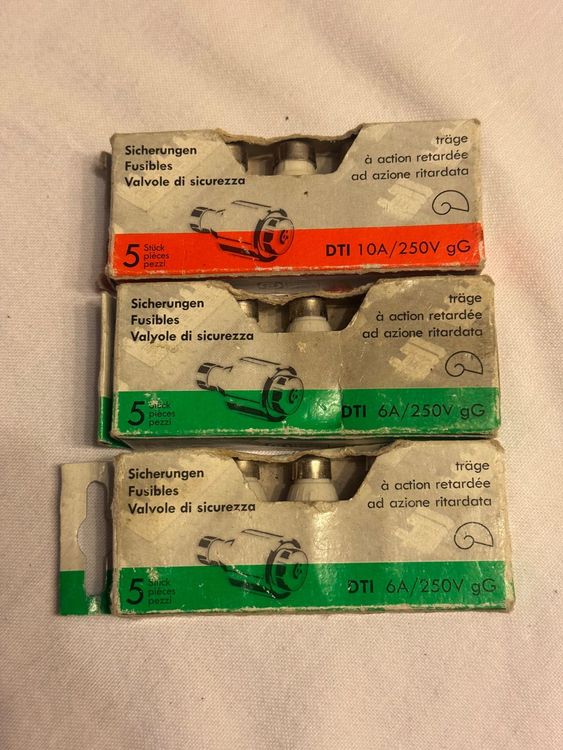 Sicherungen
Fusibles
Valvole di sicurezza
träge
à action retardée
ad azione ritardata
5 Stück
pièces
pezzi
DTI 10A/250V gG
Sicherungen
Fusibles
Valvole di sicurezza
träge
à action retardée
ad azione ritardata
5 Stück
pièces
pezzi
DTI 6A/250V gG
Sicherungen
Fusibles
Valvole di sicurezza
träge
à action retardée
ad azione ritardata
5 Stück
pièces
pezzi
DTI 6A/250V gG